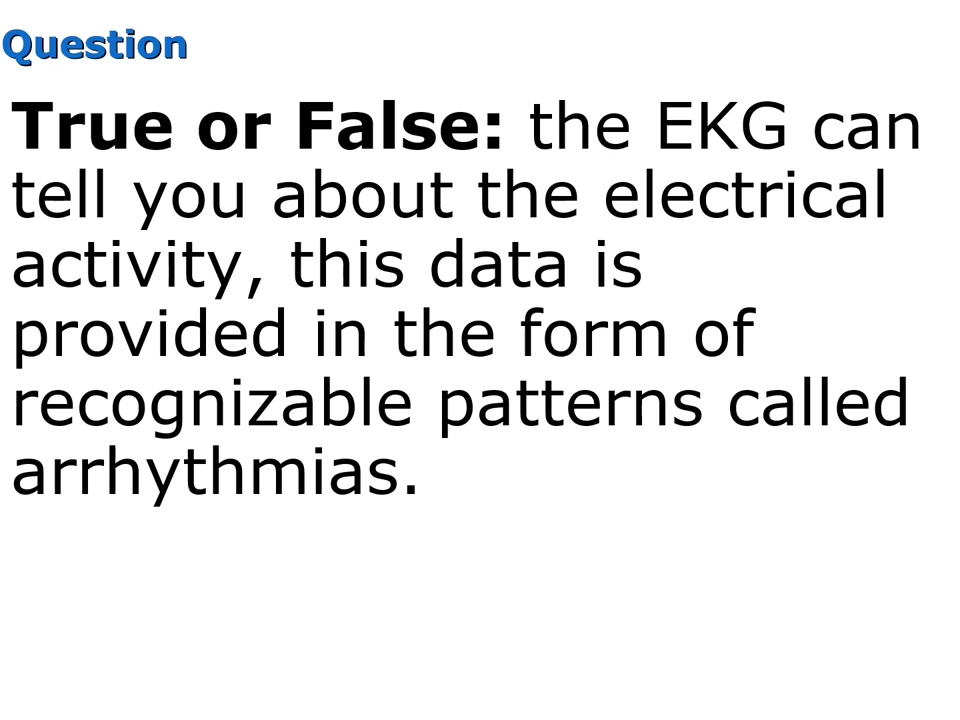 Question
True or False: the EKG can
tell you about the electrical
activity, this data is
provided in the form of
recognizable patterns called
arrhythmias.